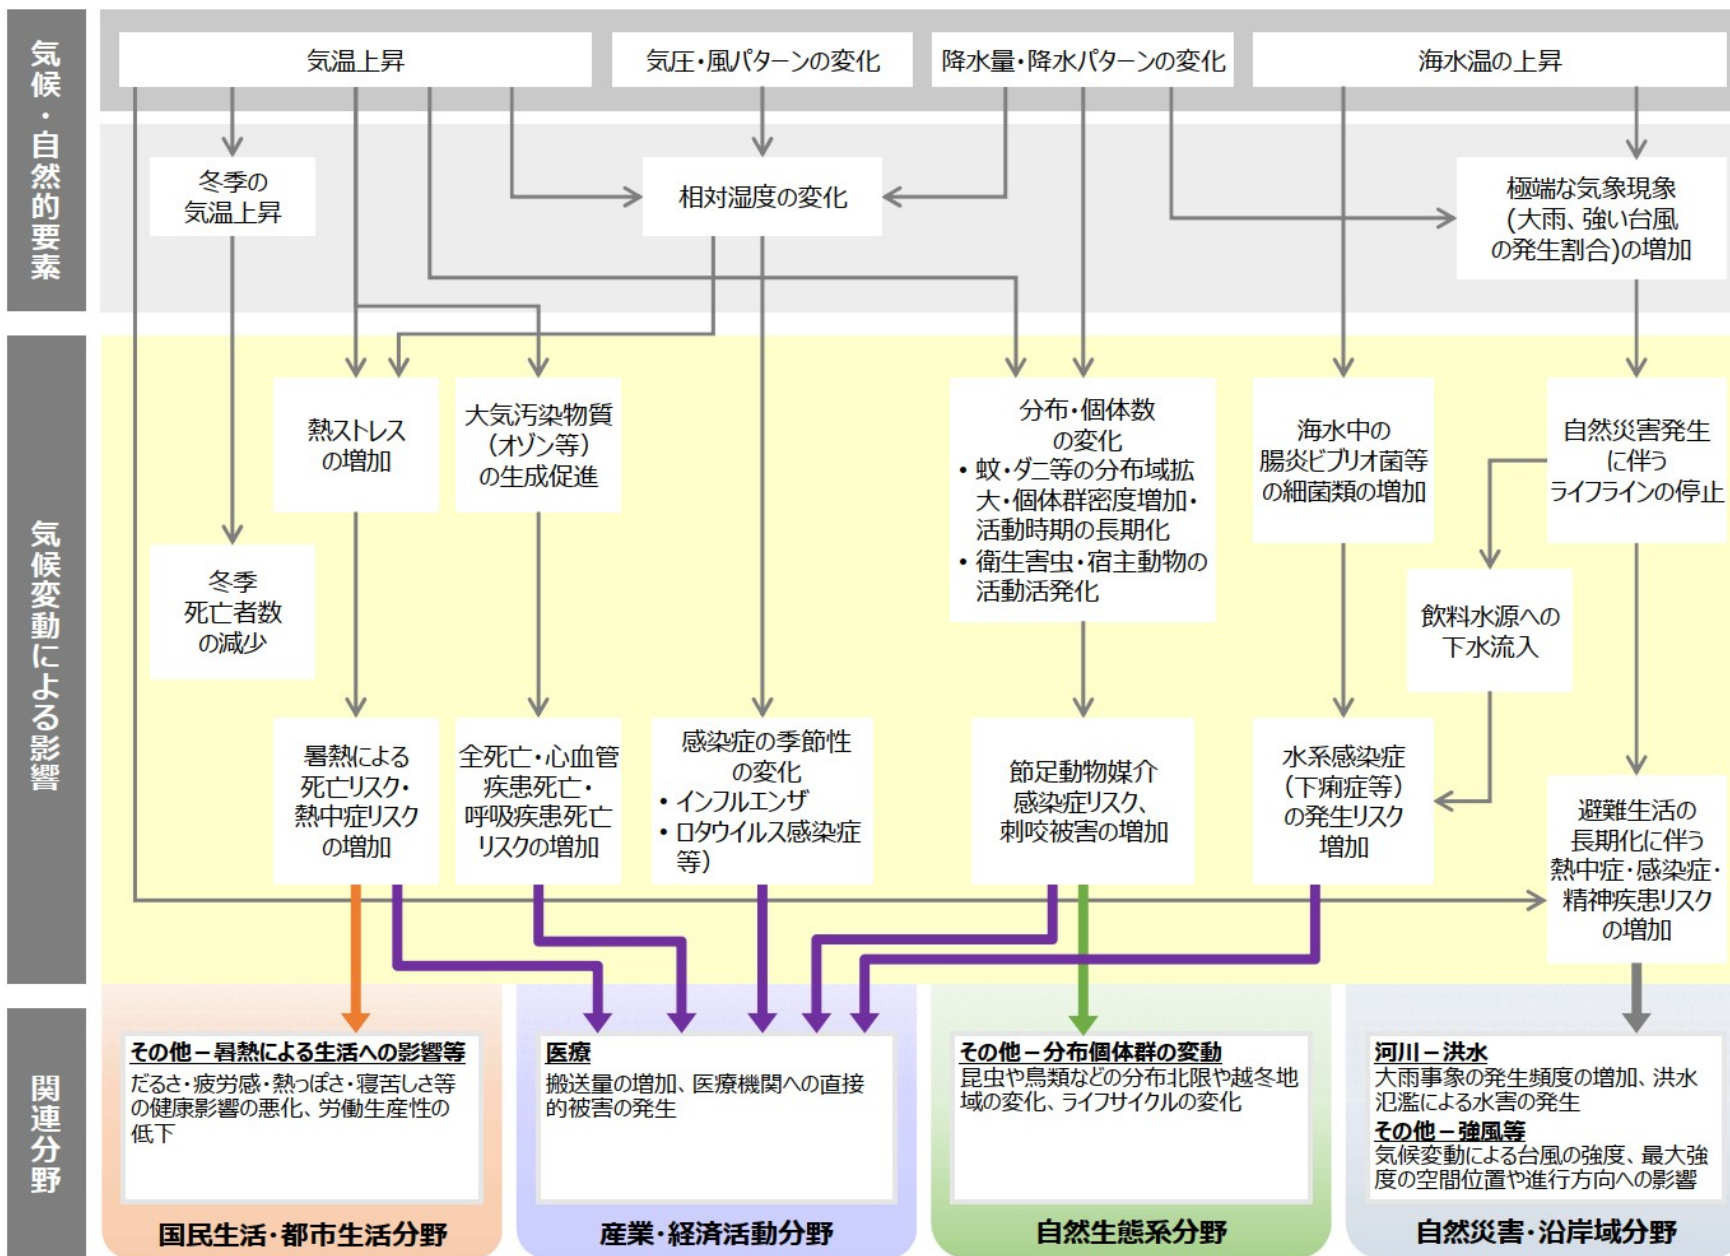 気候・自然的要素
気温上昇
気圧・風パターンの変化
降水量・降水パターンの変化
海水温の上昇
冬季の
気温上昇
相対湿度の変化
極端な気象現象
(大雨、強い台風
の発生割合)の増加
気候変動による影響
熱ストレス
の増加
大気汚染物質
（オゾン等）
の生成促進
分布・個体数
の変化
• 蚊・ダニ等の分布域拡
大・個体群密度増加・
活動時期の長期化
• 衛生害虫・宿主動物の
活動活発化
海水中の
腸炎ビブリオ菌等
の細菌類の増加
自然災害発生
に伴う
ライフラインの停止
冬季
死亡者数
の減少
飲料水源への
下水流入
暑熱による
死亡リスク・
熱中症リスク
の増加
全死亡・心血管
疾患死亡・
呼吸疾患死亡
リスクの増加
感染症の季節性
の変化
• インフルエンザ
• ロタウイルス感染症
等）
節足動物媒介
感染症リスク、
刺咬被害の増加
水系感染症
（下痢症等）
の発生リスク
増加
避難生活の
長期化に伴う
熱中症・感染症・
精神疾患リスク
の増加
関連分野
その他－暑熱による生活への影響等
だるさ・疲労感・熱っぽさ・寝苦しさ等
の健康影響の悪化、労働生産性の
低下
国民生活・都市生活分野
医療
搬送量の増加、医療機関への直接
的被害の発生
産業・経済活動分野
その他－分布個体群の変動
昆虫や鳥類などの分布北限や越冬地
域の変化、ライフサイクルの変化
自然生態系分野
河川－洪水
大雨事象の発生頻度の増加、洪水
氾濫による水害の発生
その他－強風等
気候変動による台風の強度、最大強
度の空間位置や進行方向への影響
自然災害・沿岸域分野